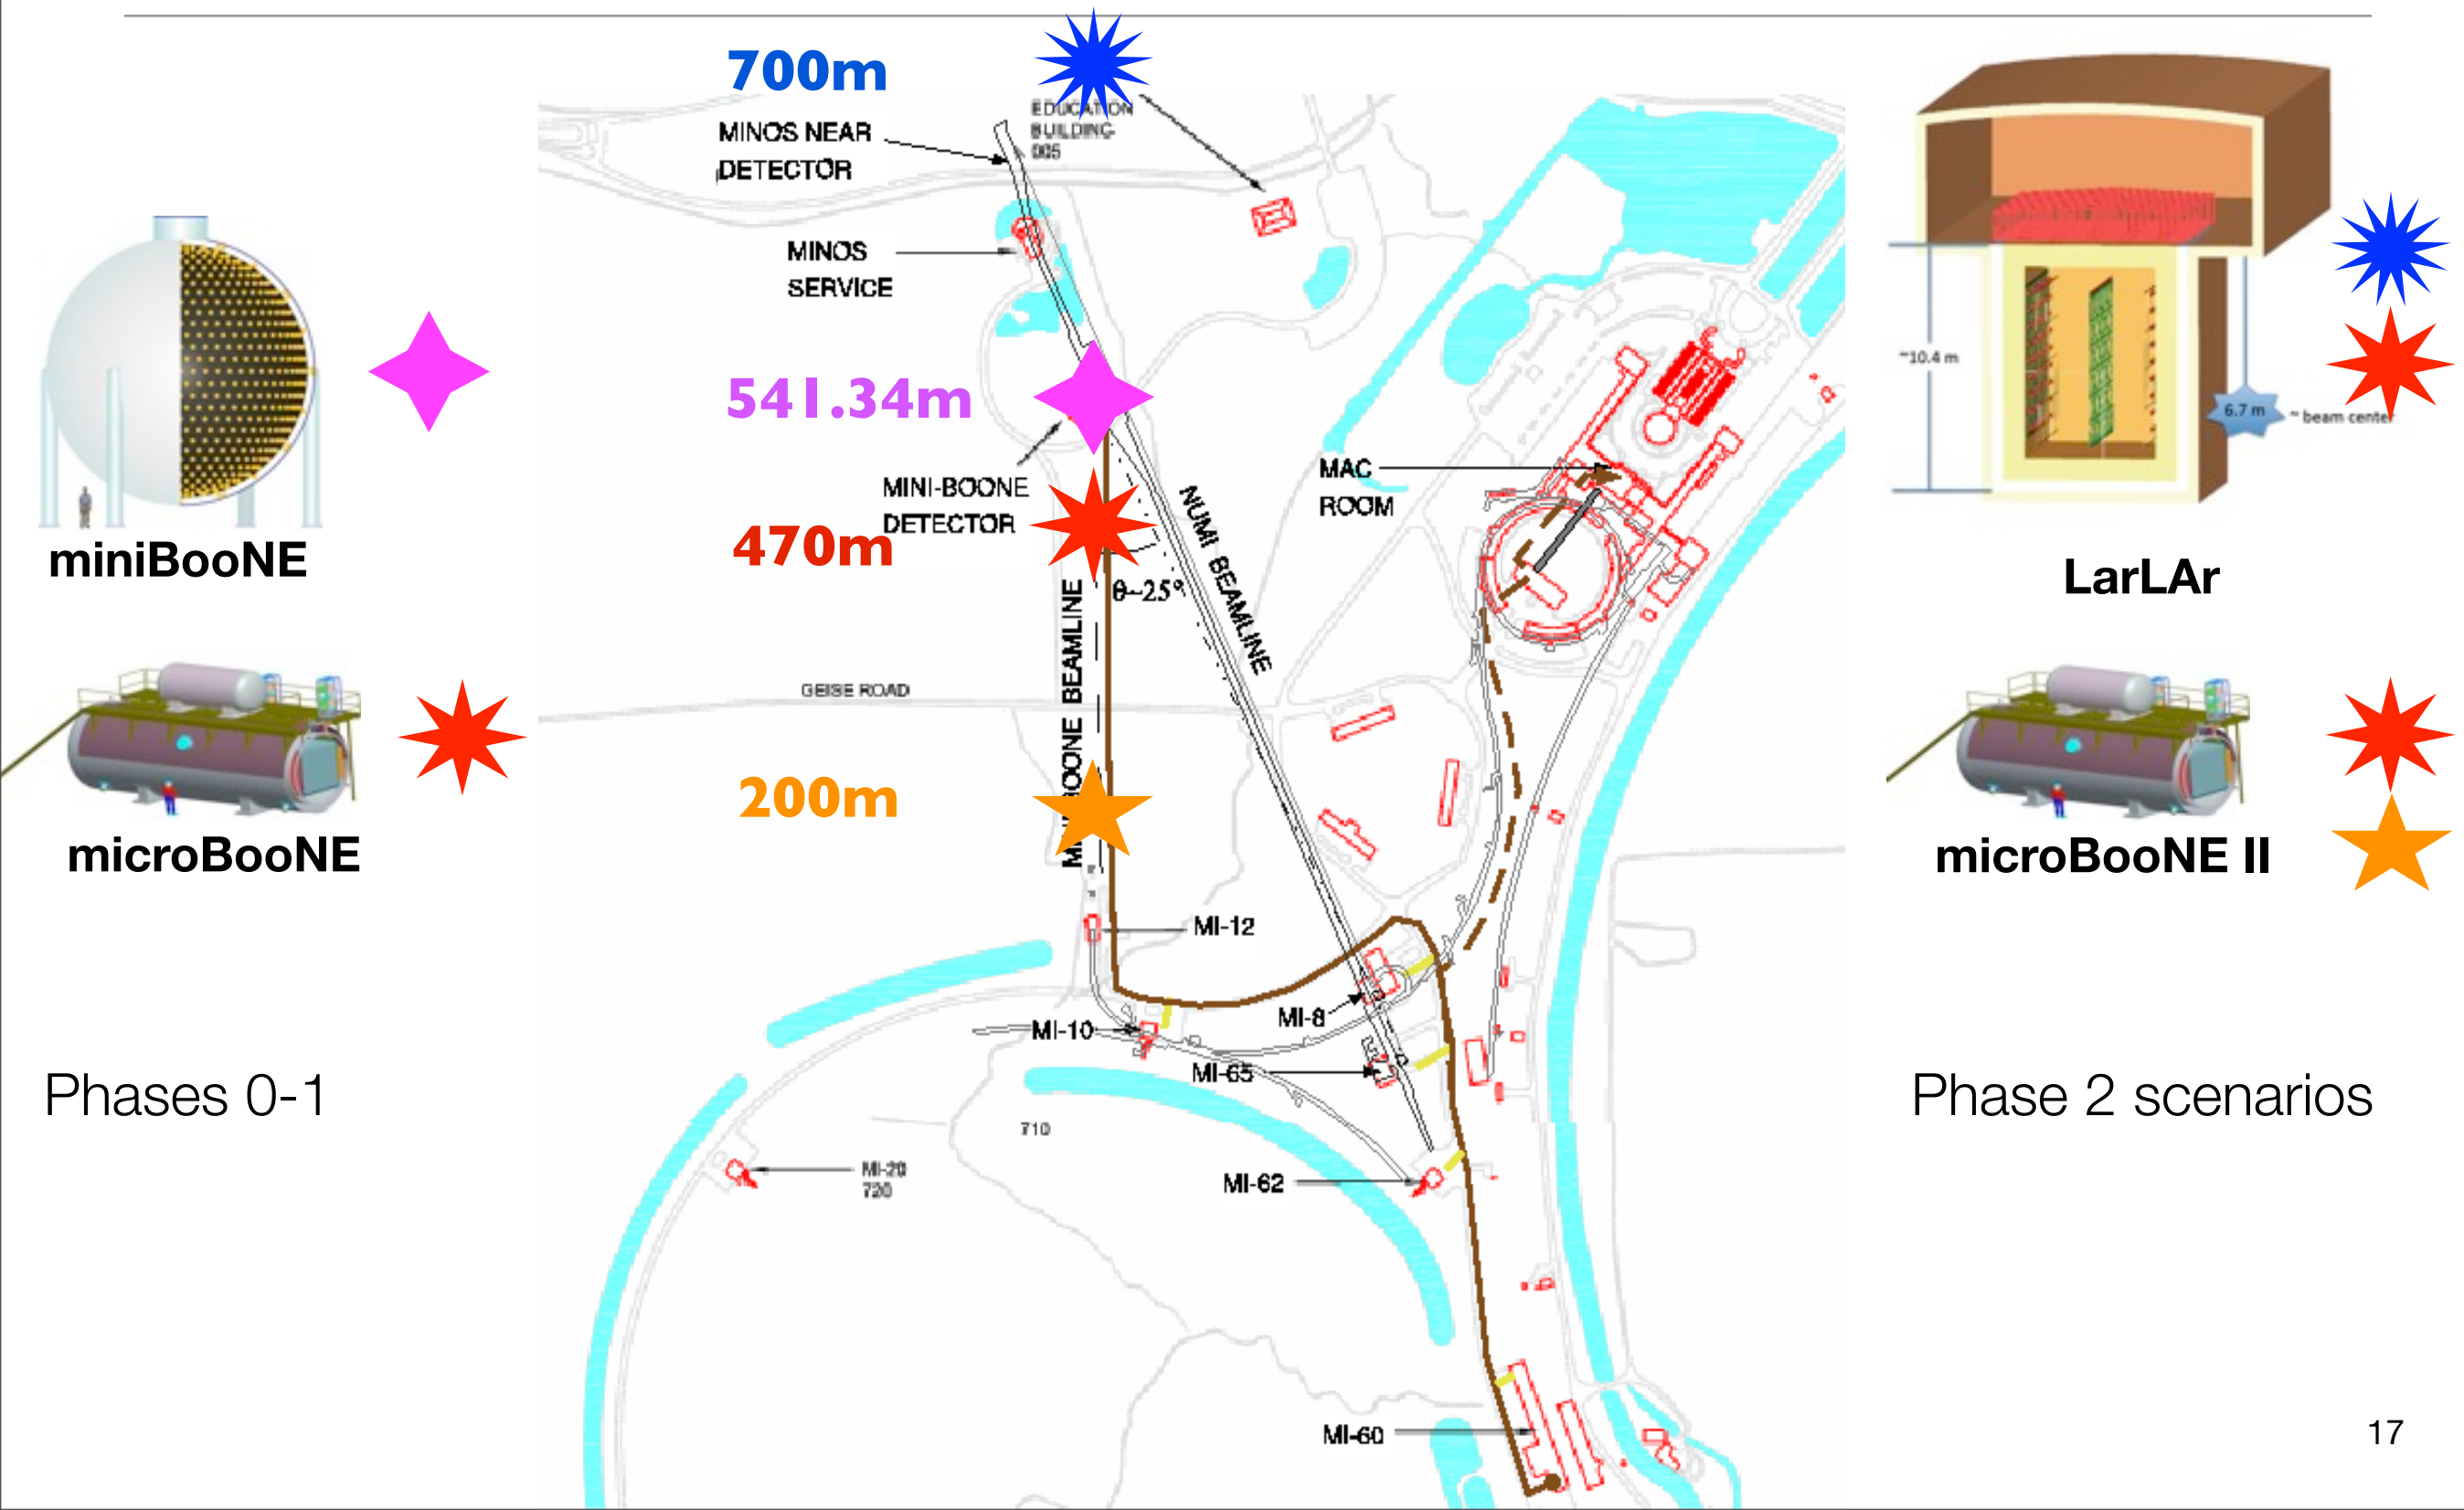 700m
EDUCATION
BUILDING
005
MINOS NEAR
DETECTOR
MINOS
SERVICE
541.34m
MINI-BOONE
DETECTOR
470m
θ~25°
NUMI BEAMLINE
MAC
ROOM
GEISE ROAD
BOONE BEAMLINE
200m
MI-12
MI-10
MI-8
MI-65
710
MI-20
720
MI-62
MI-60
miniBooNE
microBooNE
Phases 0-1
~10.4 m
6.7 m
~ beam center
LarLAr
microBooNE II
Phase 2 scenarios
17